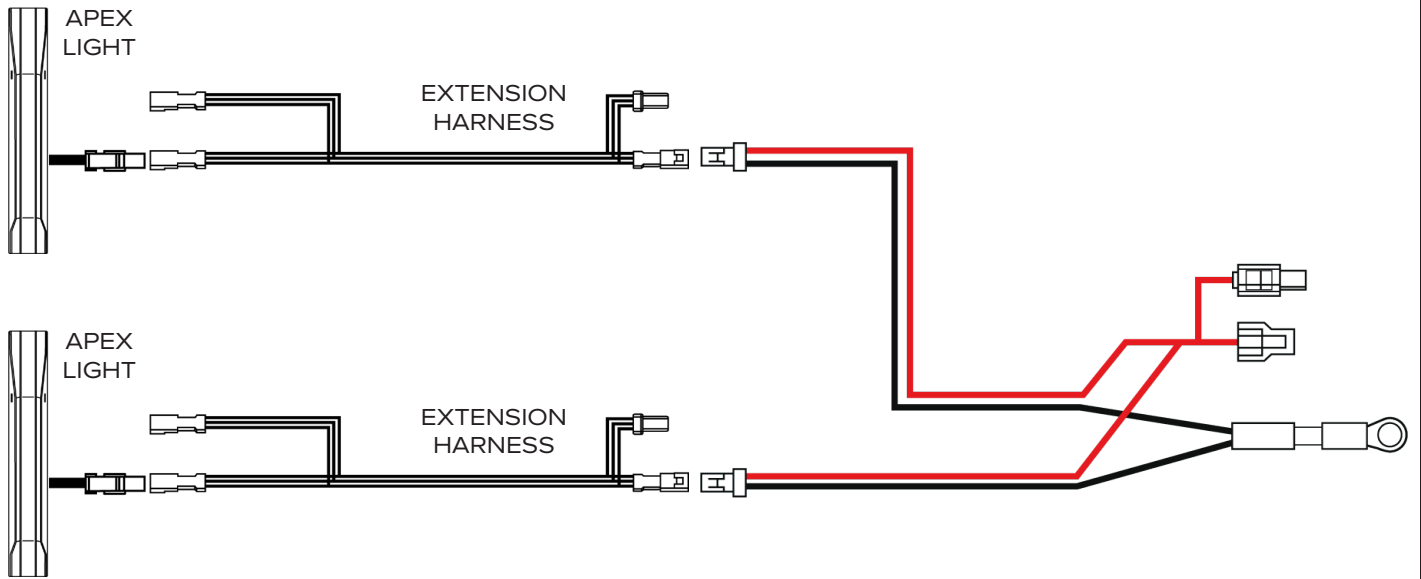 APEX
LIGHT
EXTENSION
HARNESS
APEX
LIGHT
EXTENSION
HARNESS